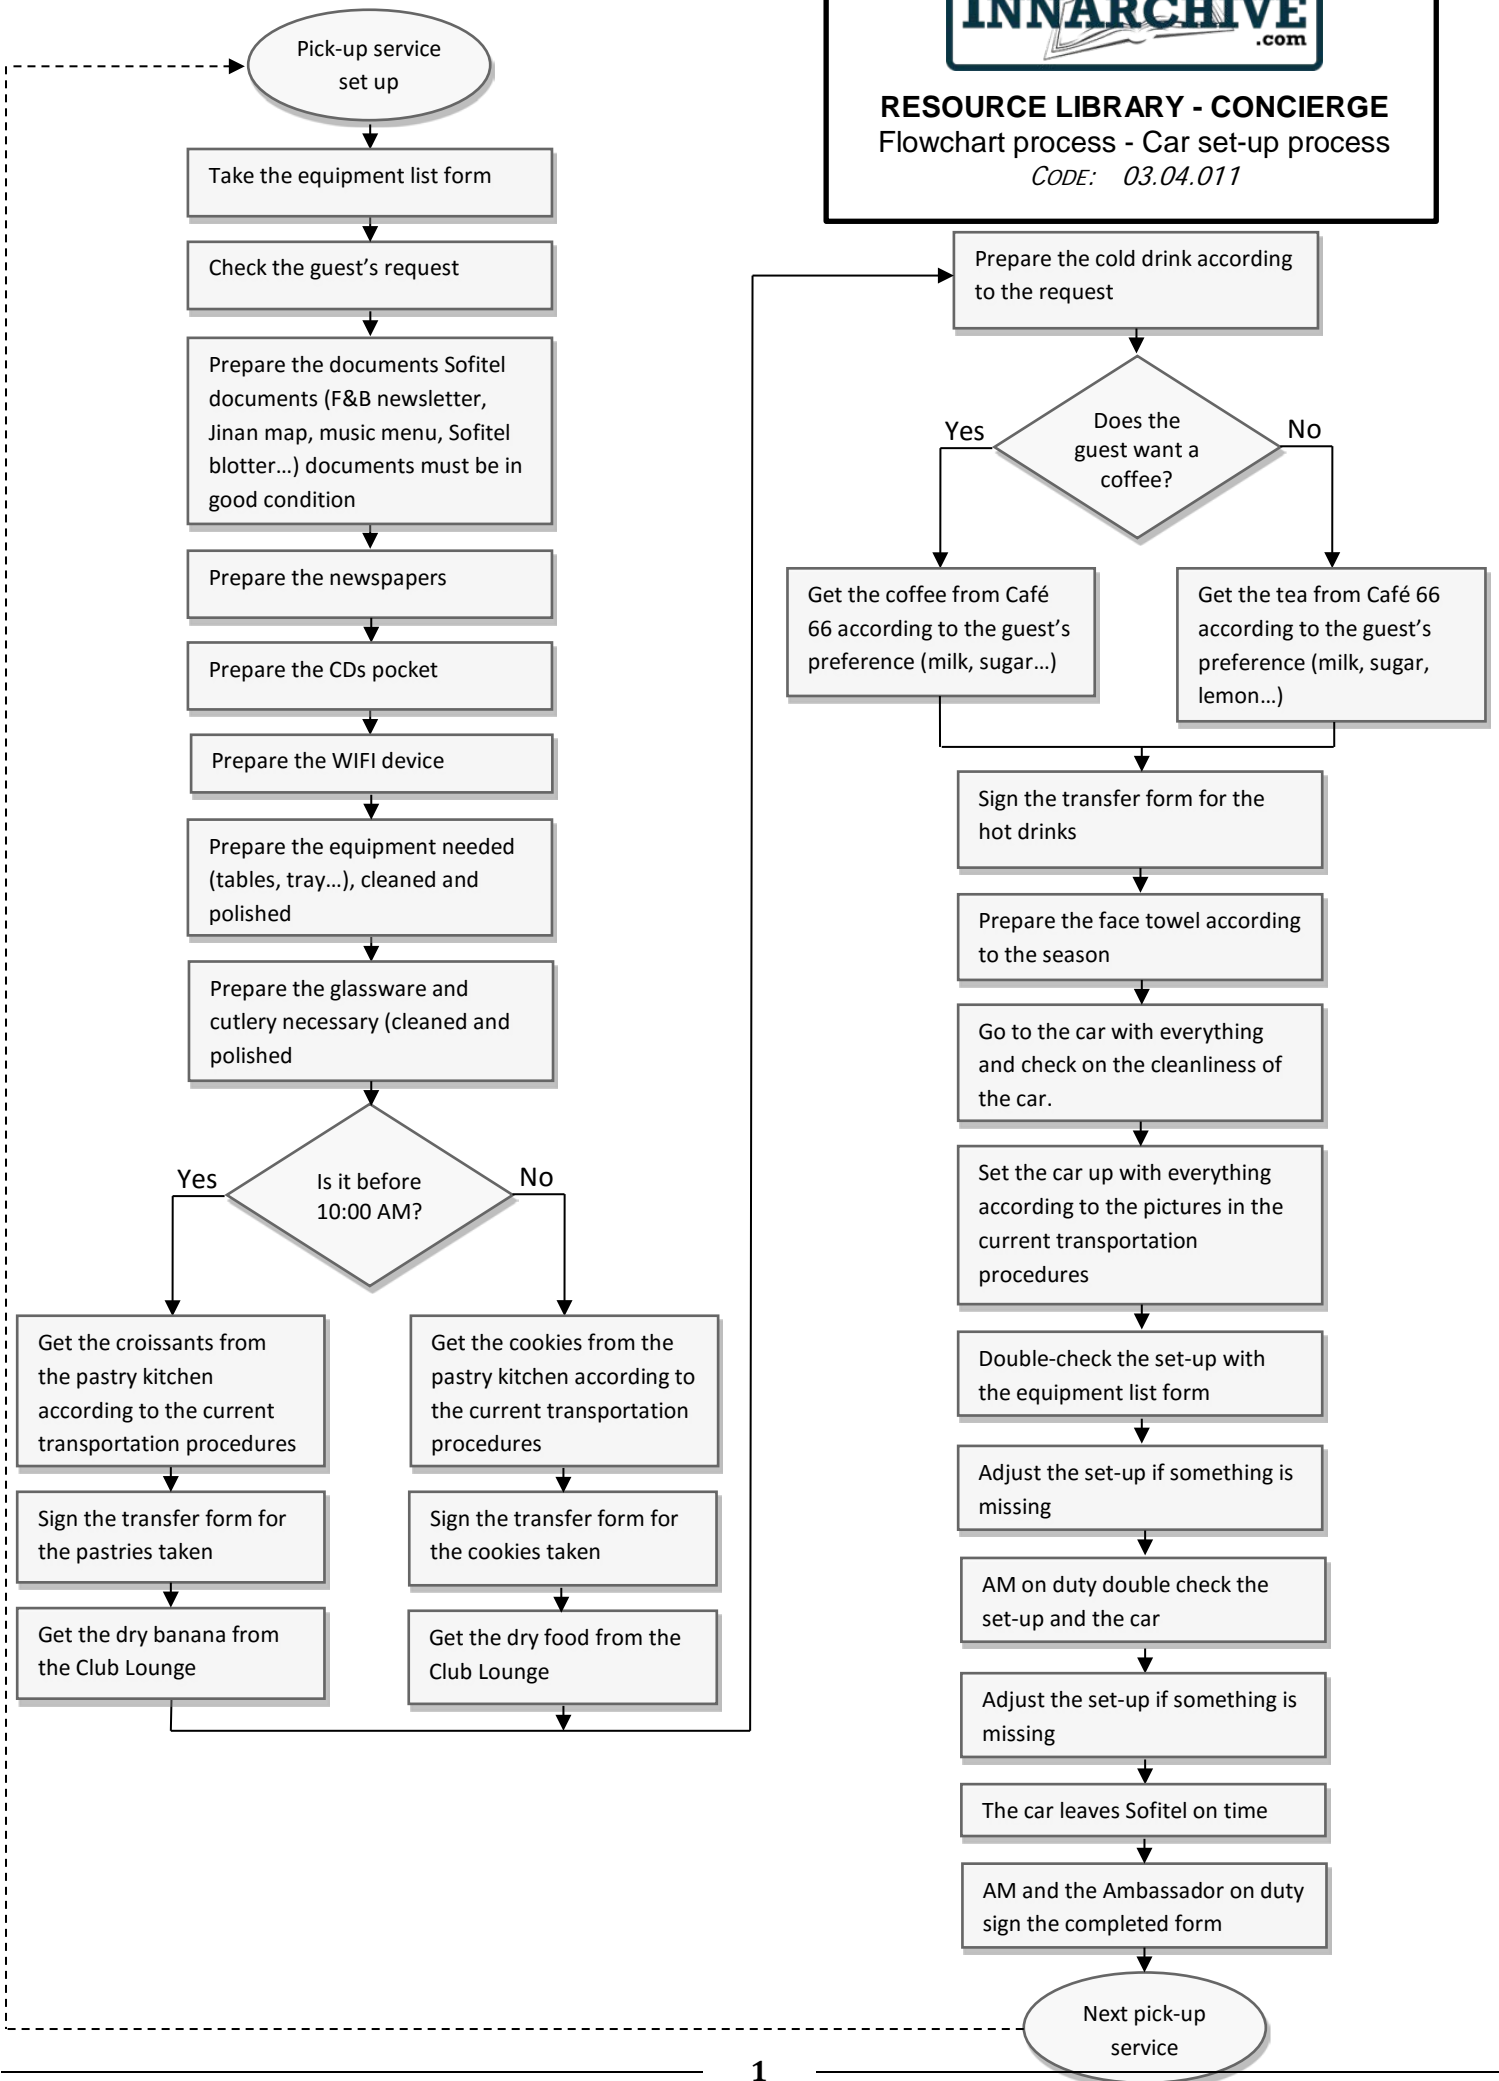 Pick-up service
set up
Take the equipment list form
Check the guest’s request
Prepare the documents Sofitel
documents (F&B newsletter,
Jinan map, music menu, Sofitel
blotter…) documents must be in
good condition
Prepare the newspapers
Prepare the CDs pocket
Prepare the WIFI device
Prepare the equipment needed
(tables, tray…), cleaned and
polished
Prepare the glassware and
cutlery necessary (cleaned and
polished
Is it before
10:00 AM?
Yes
No
Get the croissants from
the pastry kitchen
according to the current
transportation procedures
Sign the transfer form for
the pastries taken
Get the dry banana from
the Club Lounge
Get the cookies from the
pastry kitchen according to
the current transportation
procedures
Sign the transfer form for
the cookies taken
Get the dry food from the
Club Lounge
INNARCHIVE
.com
RESOURCE LIBRARY - CONCIERGE
Flowchart process - Car set-up process
CODE: 03.04.011
Prepare the cold drink according
to the request
Does the
guest want a
coffee?
Yes
No
Get the coffee from Café
66 according to the guest’s
preference (milk, sugar…)
Get the tea from Café 66
according to the guest’s
preference (milk, sugar,
lemon…)
Sign the transfer form for the
hot drinks
Prepare the face towel according
to the season
Go to the car with everything
and check on the cleanliness of
the car.
Set the car up with everything
according to the pictures in the
current transportation
procedures
Double-check the set-up with
the equipment list form
Adjust the set-up if something is
missing
AM on duty double check the
set-up and the car
Adjust the set-up if something is
missing
The car leaves Sofitel on time
AM and the Ambassador on duty
sign the completed form
Next pick-up
service
1